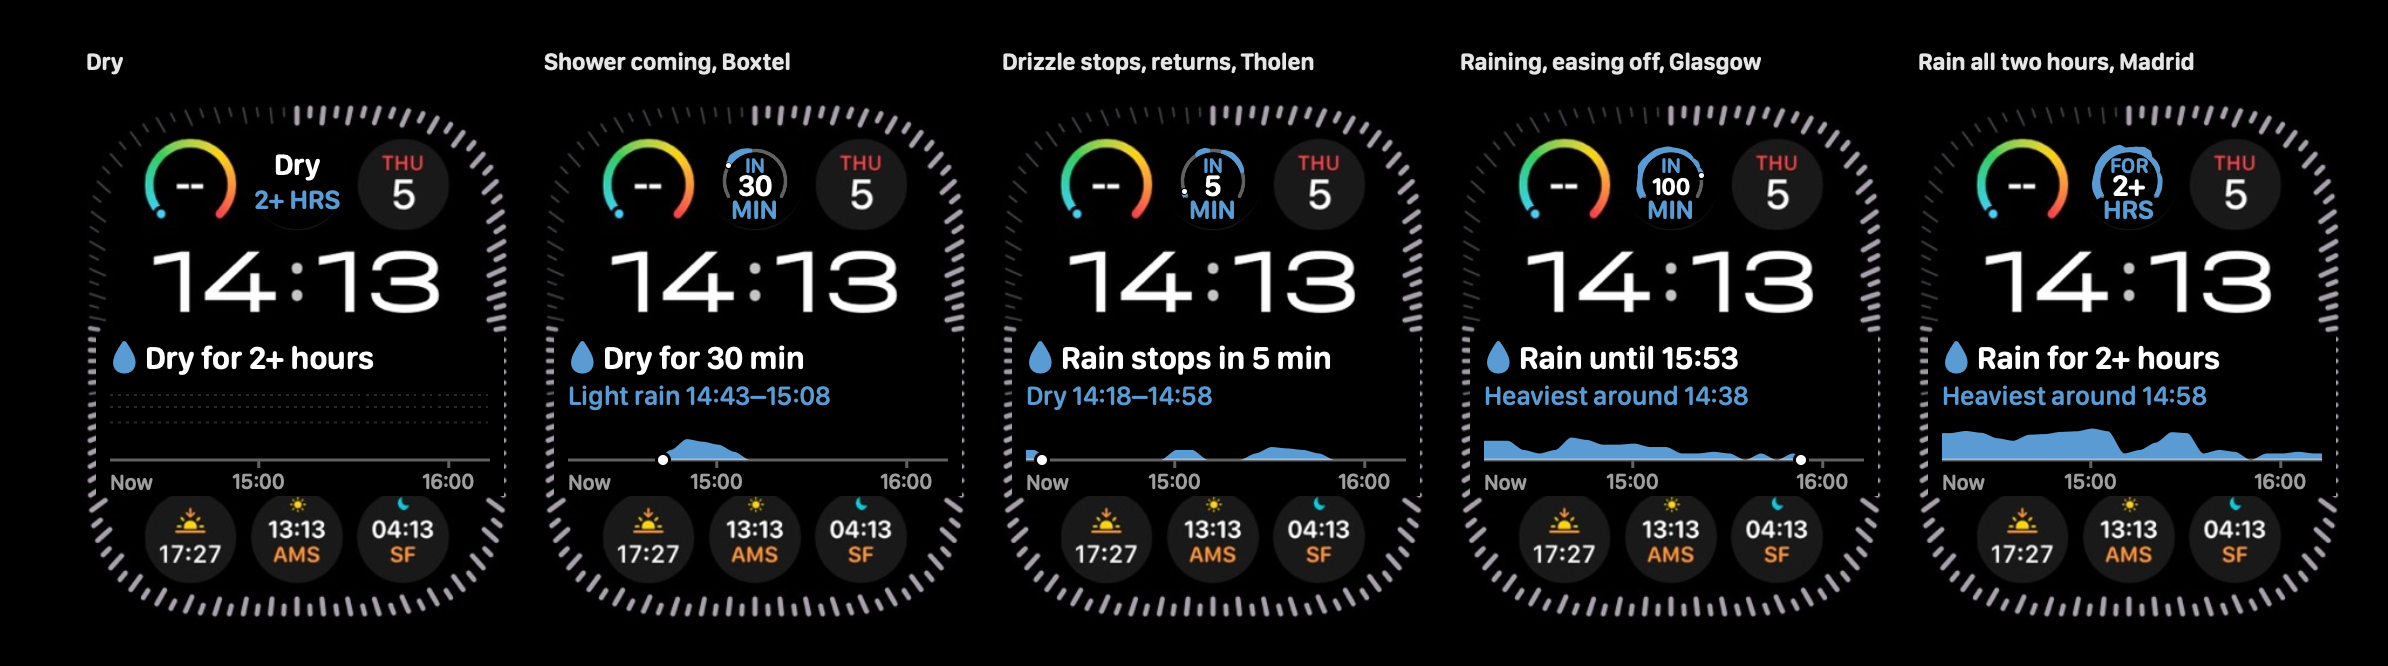 Dry
Shower coming, Boxtel
Drizzle stops, returns, Tholen
Raining, easing off, Glasgow
Rain all two hours, Madrid
--
Dry
2+ HRS
THU
5
14:13
Dry for 2+ hours
Now 15:00 16:00
17:27
13:13
AMS
04:13
SF
--
IN
30
MIN
THU
5
14:13
Dry for 30 min
Light rain 14:43–15:08
Now 15:00 16:00
17:27
13:13
AMS
04:13
SF
--
IN
5
MIN
THU
5
14:13
Rain stops in 5 min
Dry 14:18–14:58
Now 15:00 16:00
17:27
13:13
AMS
04:13
SF
--
IN
100
MIN
THU
5
14:13
Rain until 15:53
Heaviest around 14:38
Now 15:00 16:00
17:27
13:13
AMS
04:13
SF
--
FOR
2+
HRS
THU
5
14:13
Rain for 2+ hours
Heaviest around 14:58
Now 15:00 16:00
17:27
13:13
AMS
04:13
SF